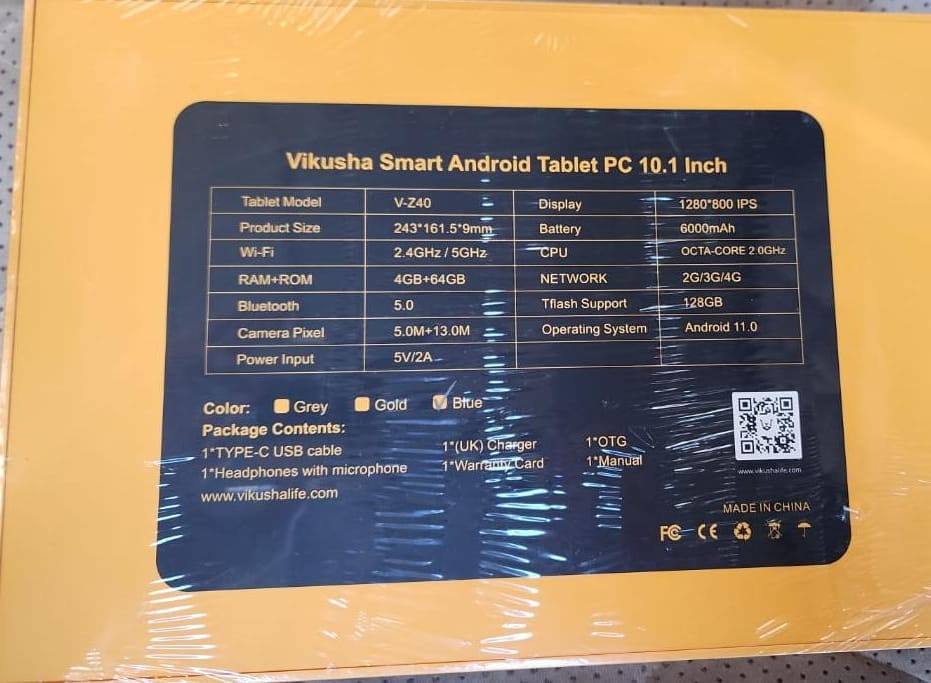 Vikusha Smart Android Tablet PC 10.1 Inch
Tablet Model V-Z40 Display 1280*800 IPS
Product Size 243*161.5*9mm Battery 6000mAh
Wi-Fi 2.4GHz / 5GHz CPU OCTA-CORE 2.0GHz
RAM+ROM 4GB+64GB NETWORK 2G/3G/4G
Bluetooth 5.0 Tflash Support 128GB
Camera Pixel 5.0M+13.0M Operating System Android 11.0
Power Input 5V/2A
Color: Grey Gold Blue
Package Contents:
1*TYPE-C USB cable 1*(UK) Charger 1*OTG
1*Headphones with microphone 1*Warranty Card 1*Manual
www.vikushalife.com
www.vikushalife.com
MADE IN CHINA
FC CE